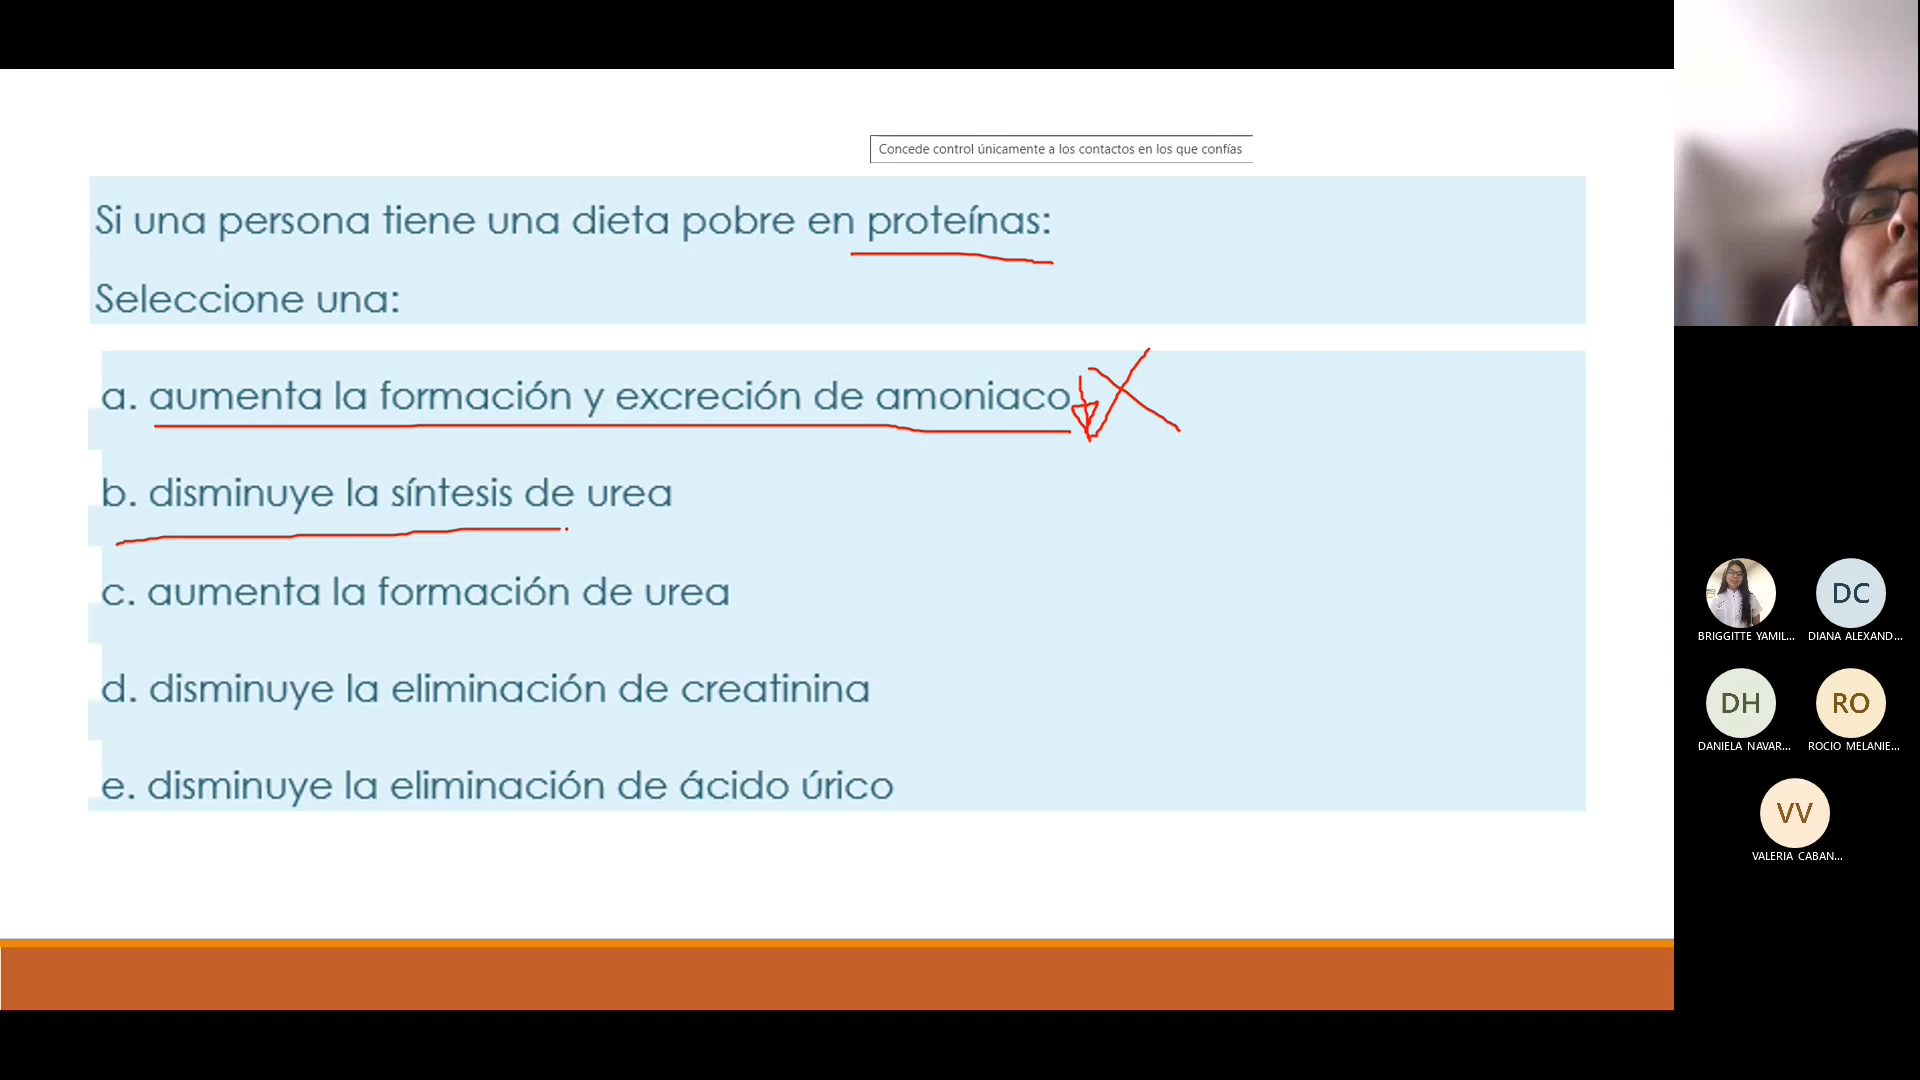 Concede control únicamente a los contactos en los que confías
Si una persona tiene una dieta pobre en proteínas:
Seleccione una:
a. aumenta la formación y excreción de amoniaco
b. disminuye la síntesis de urea
c. aumenta la formación de urea
d. disminuye la eliminación de creatinina
e. disminuye la eliminación de ácido úrico
DC
BRIGGITTE YAMIL...
DIANA ALEXAND...
DH
RO
DANIELA NAVAR...
ROCIO MELANIE...
VV
VALERIA CABAN...